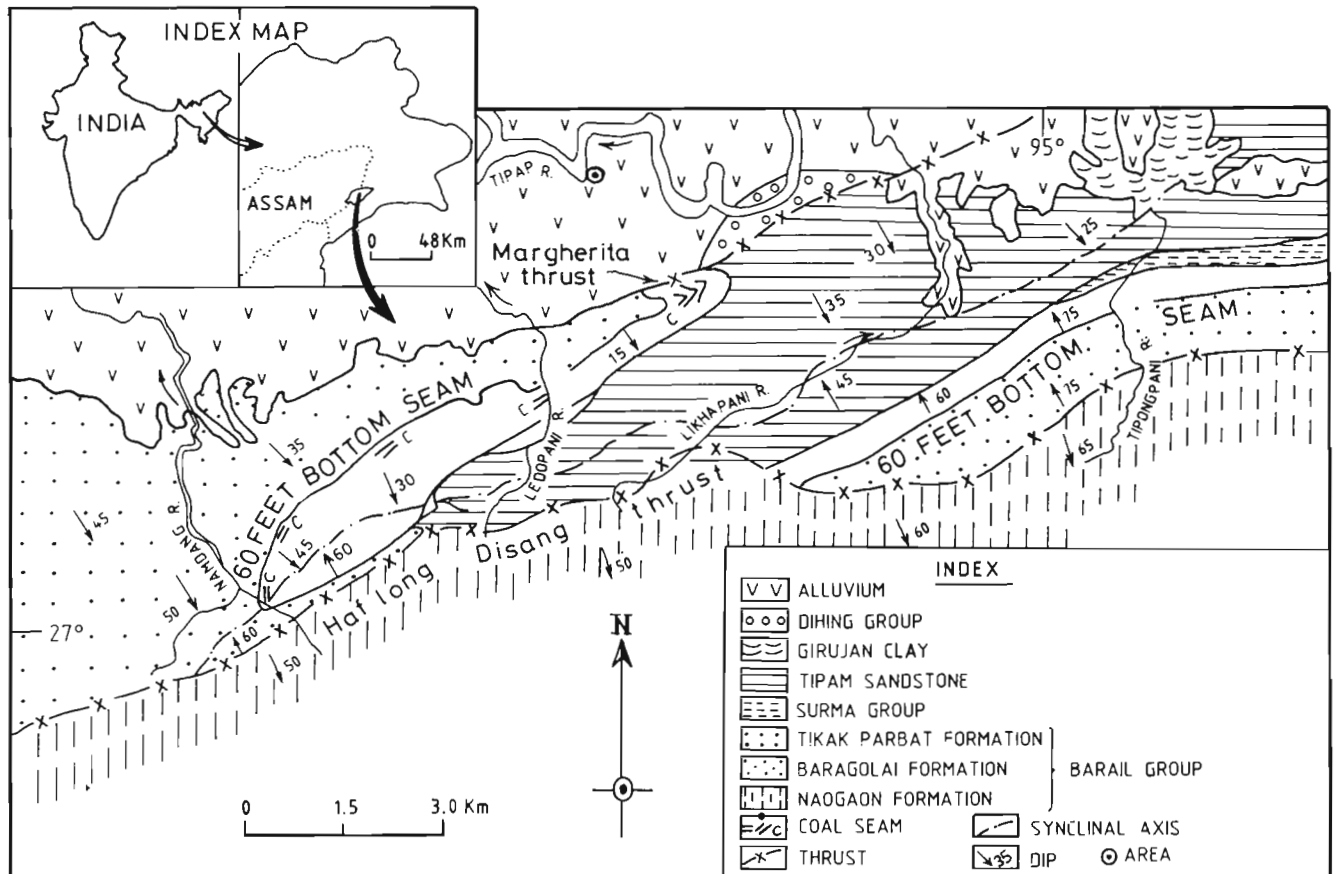 INDEX MAP
INDIA
ASSAM
0 48Km
TIPAP R.
95°
Margherita
thrust
25
30
35
15
45
75
60
75
65
60
SEAM
60 FEET BOTTOM
TIPONGPANI R.
LIKHAPANI R.
LEDOPANI R.
C
60 FEET BOTTOM SEAM
C
C
C
C
35
30
45
60
45
NAMDANG R.
50
60
50
50
27°
Haflong Disang thrust
N
0 1.5 3.0 Km
INDEX
V V ALLUVIUM
DIHING GROUP
GIRUJAN CLAY
TIPAM SANDSTONE
SURMA GROUP
TIKAK PARBAT FORMATION
BARAGOLAI FORMATION
BARAIL GROUP
NAOGAON FORMATION
C COAL SEAM
SYNCLINAL AXIS
x THRUST
35 DIP
AREA